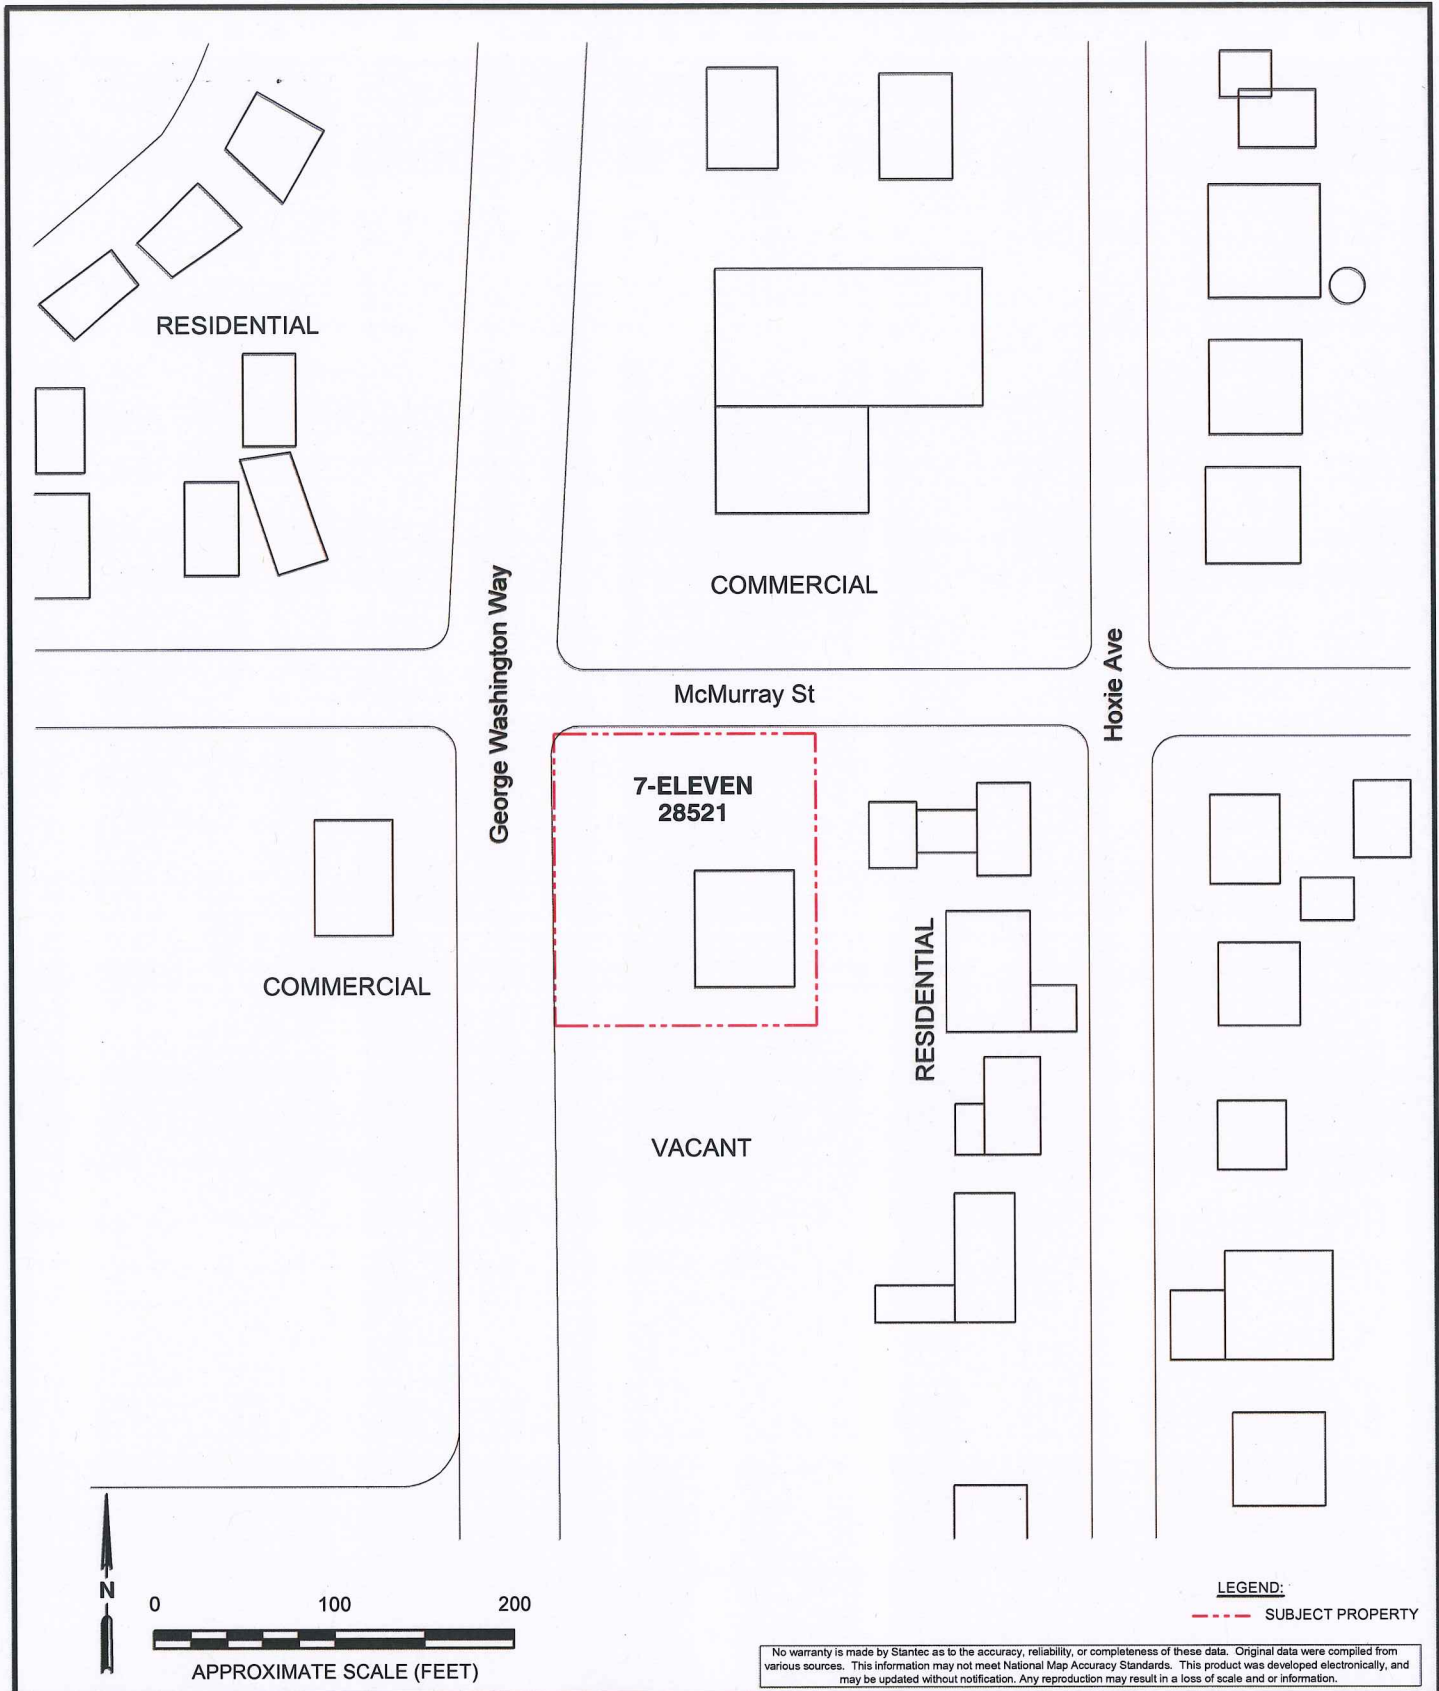 RESIDENTIAL
COMMERCIAL
George Washington Way
McMurray St
Hoxie Ave
7-ELEVEN
28521
COMMERCIAL
RESIDENTIAL
VACANT
N
0 100 200
APPROXIMATE SCALE (FEET)
LEGEND:
SUBJECT PROPERTY
No warranty is made by Stantec as to the accuracy, reliability, or completeness of these data. Original data were compiled from
various sources. This information may not meet National Map Accuracy Standards. This product was developed electronically, and
may be updated without notification. Any reproduction may result in a loss of scale and or information.